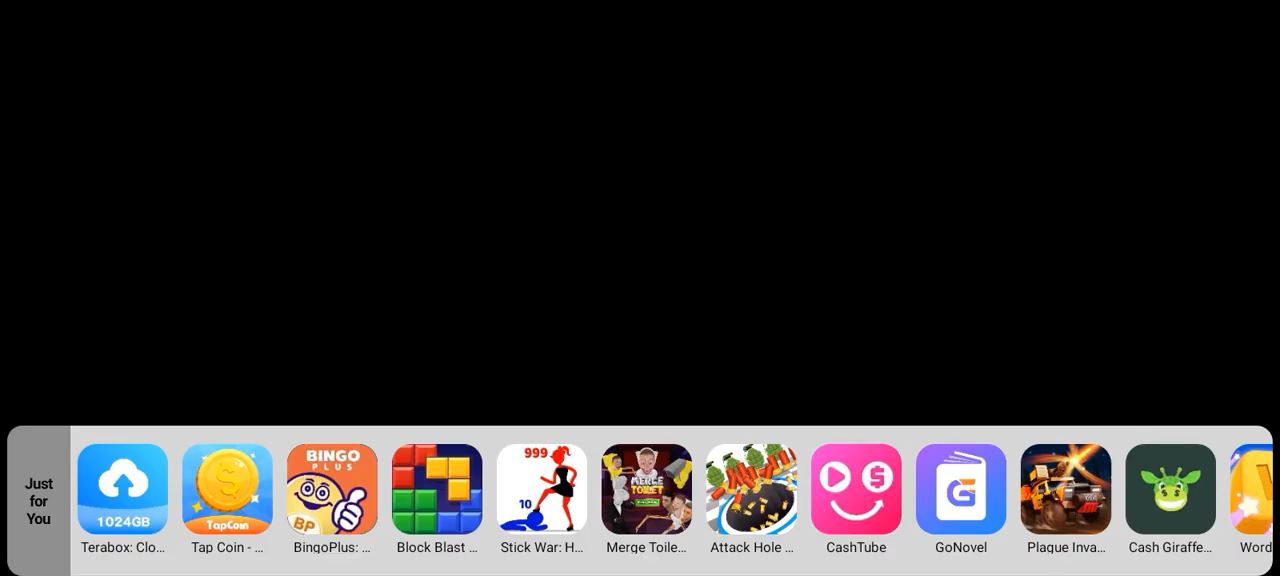 Just
for
You
1024GB
Terabox: Clo...
$
TapCoin
Tap Coin - ...
BINGO
PLUS
BP
BingoPlus: ...
Block Blast ...
999
10
Stick War: H...
MERGE
TOILET
Merge Toile...
Attack Hole ...
$
CashTube
G
GoNovel
Plague Inva...
Cash Giraffe...
W
Word